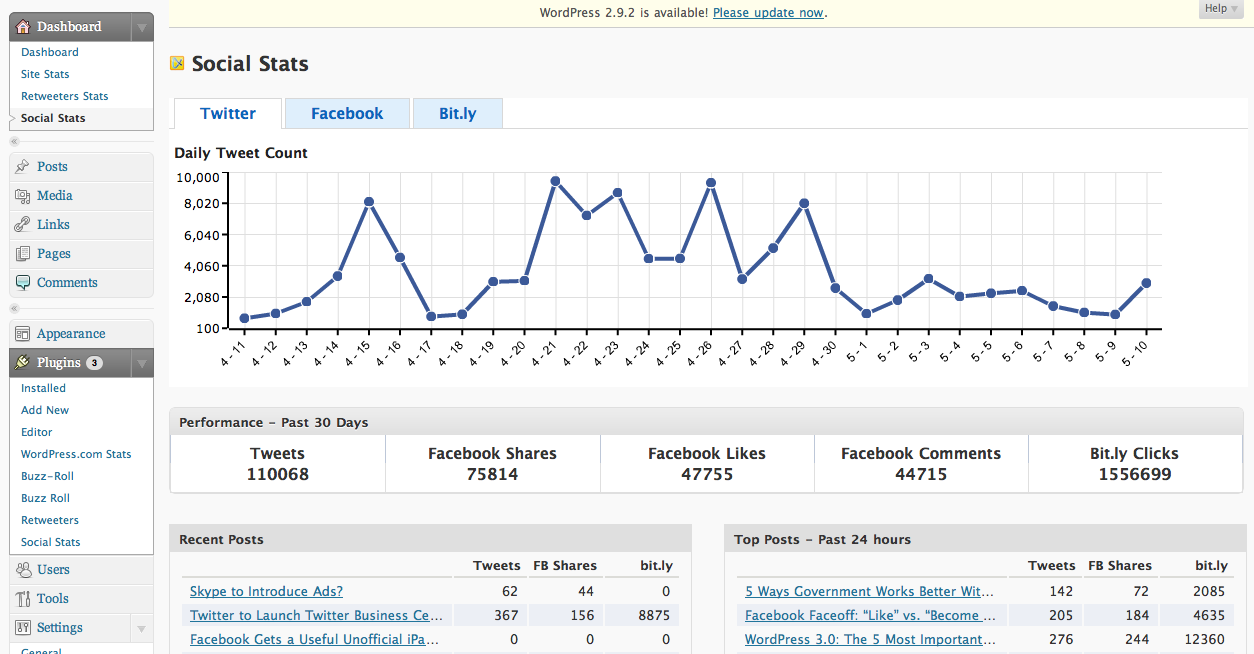 WordPress 2.9.2 is available! Please update now.
Help
Dashboard
Dashboard
Site Stats
Retweeters Stats
Social Stats
«
Posts
Media
Links
Pages
Comments
«
Appearance
Plugins 3
Installed
Add New
Editor
WordPress.com Stats
Buzz-Roll
Buzz Roll
Retweeters
Social Stats
Users
Tools
Settings
General
Social Stats
Twitter Facebook Bit.ly
Daily Tweet Count
10,000
8,020
6,040
4,060
2,080
100
4 - 11 4 - 12 4 - 13 4 - 14 4 - 15 4 - 16 4 - 17 4 - 18 4 - 19 4 - 20 4 - 21 4 - 22 4 - 23 4 - 24 4 - 25 4 - 26 4 - 27 4 - 28 4 - 29 4 - 30 5 - 1 5 - 2 5 - 3 5 - 4 5 - 5 5 - 6 5 - 7 5 - 8 5 - 9 5 - 10
Performance – Past 30 Days
Tweets Facebook Shares Facebook Likes Facebook Comments Bit.ly Clicks
110068 75814 47755 44715 1556699
Recent Posts
Tweets FB Shares bit.ly
Skype to Introduce Ads? 62 44 0
Twitter to Launch Twitter Business Ce... 367 156 8875
Facebook Gets a Useful Unofficial iPa... 0 0 0
Top Posts – Past 24 hours
Tweets FB Shares bit.ly
5 Ways Government Works Better Wit... 142 72 2085
Facebook Faceoff: “Like” vs. “Become ... 205 184 4635
WordPress 3.0: The 5 Most Important... 276 244 12360